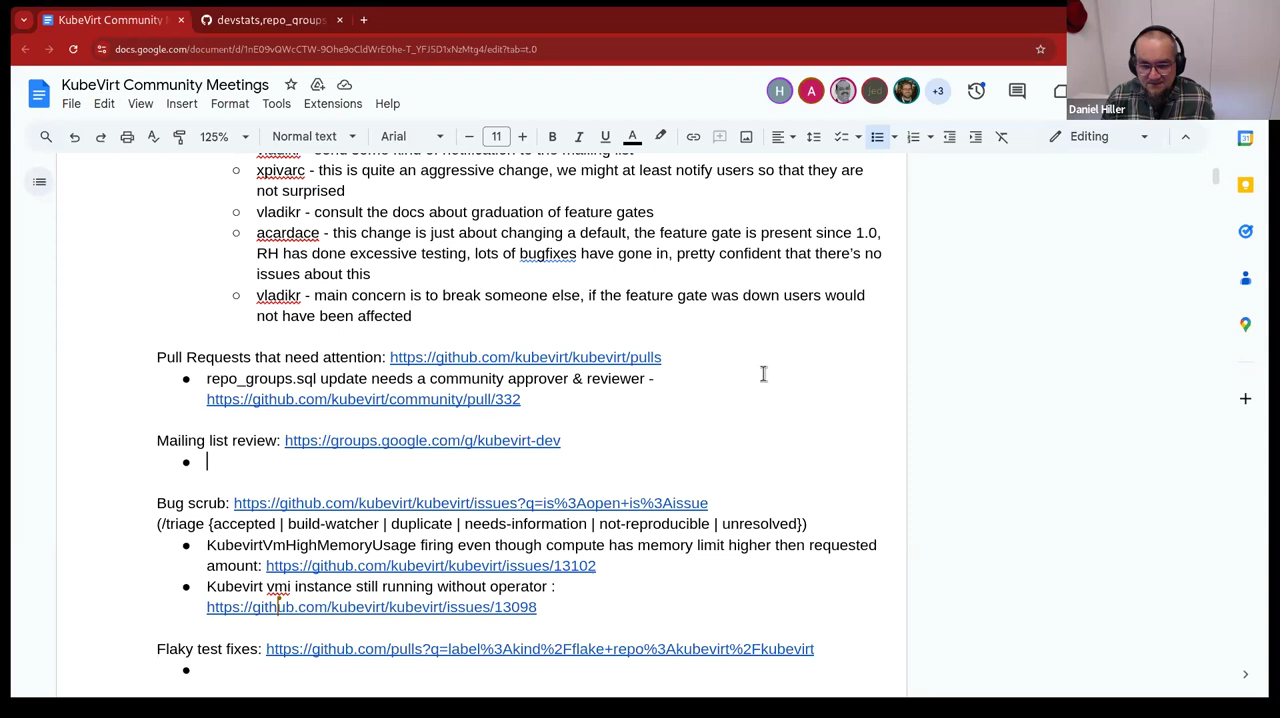 KubeVirt Community M
devstats,repo_groups
docs.google.com/document/d/1nE09vQWcCTW-9Ohe9oCldWrE0he-T_YFJ5D1xNzMtg4/edit?tab=t.0
KubeVirt Community Meetings
File Edit View Insert Format Tools Extensions Help
H A jed +3
Daniel Hiller
125% Normal text Arial 11 B I U A Editing
xpivarc - this is quite an aggressive change, we might at least notify users so that they are
not surprised
vladikr - consult the docs about graduation of feature gates
acardace - this change is just about changing a default, the feature gate is present since 1.0,
RH has done excessive testing, lots of bugfixes have gone in, pretty confident that there's no
issues about this
vladikr - main concern is to break someone else, if the feature gate was down users would
not have been affected
Pull Requests that need attention: https://github.com/kubevirt/kubevirt/pulls
repo_groups.sql update needs a community approver & reviewer -
https://github.com/kubevirt/community/pull/332
Mailing list review: https://groups.google.com/g/kubevirt-dev
Bug scrub: https://github.com/kubevirt/kubevirt/issues?q=is%3Aopen+is%3Aissue
(/triage {accepted | build-watcher | duplicate | needs-information | not-reproducible | unresolved})
KubevirtVmHighMemoryUsage firing even though compute has memory limit higher then requested
amount: https://github.com/kubevirt/kubevirt/issues/13102
Kubevirt vmi instance still running without operator :
https://github.com/kubevirt/kubevirt/issues/13098
Flaky test fixes: https://github.com/pulls?q=label%3Akind%2Fflake+repo%3Akubevirt%2Fkubevirt